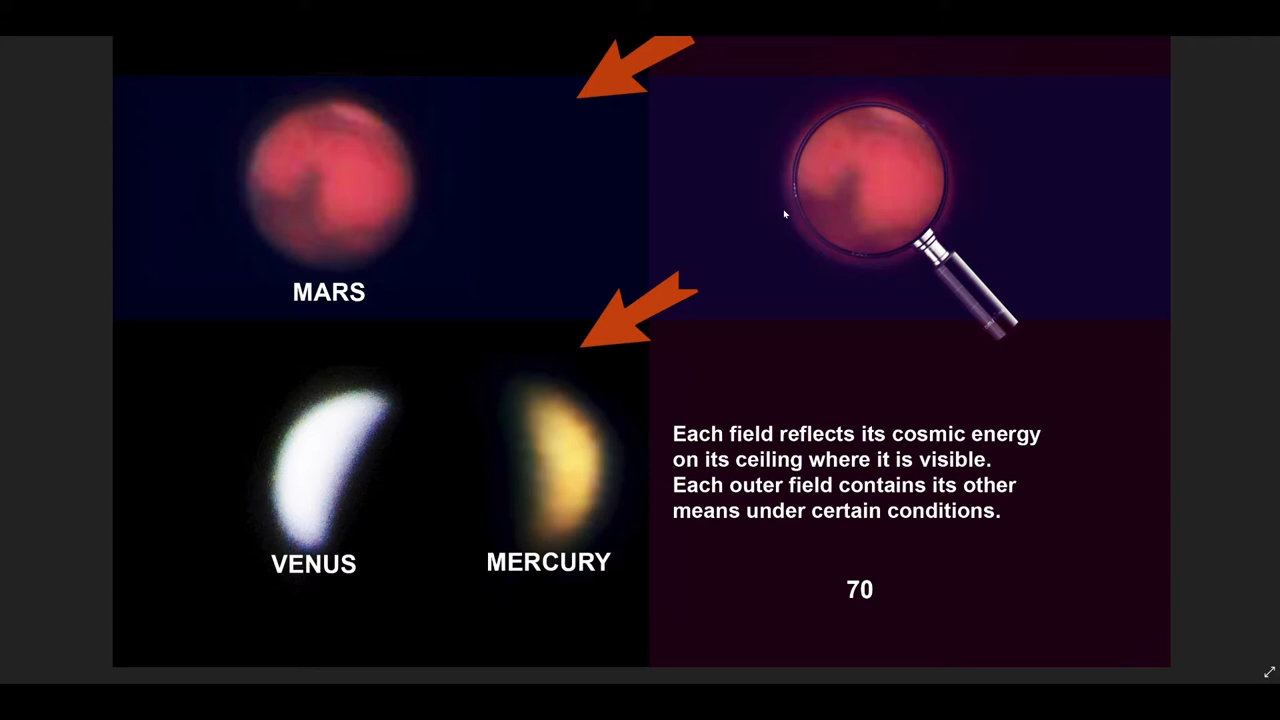 MARS
VENUS
MERCURY
Each field reflects its cosmic energy
on its ceiling where it is visible.
Each outer field contains its other
means under certain conditions.
70